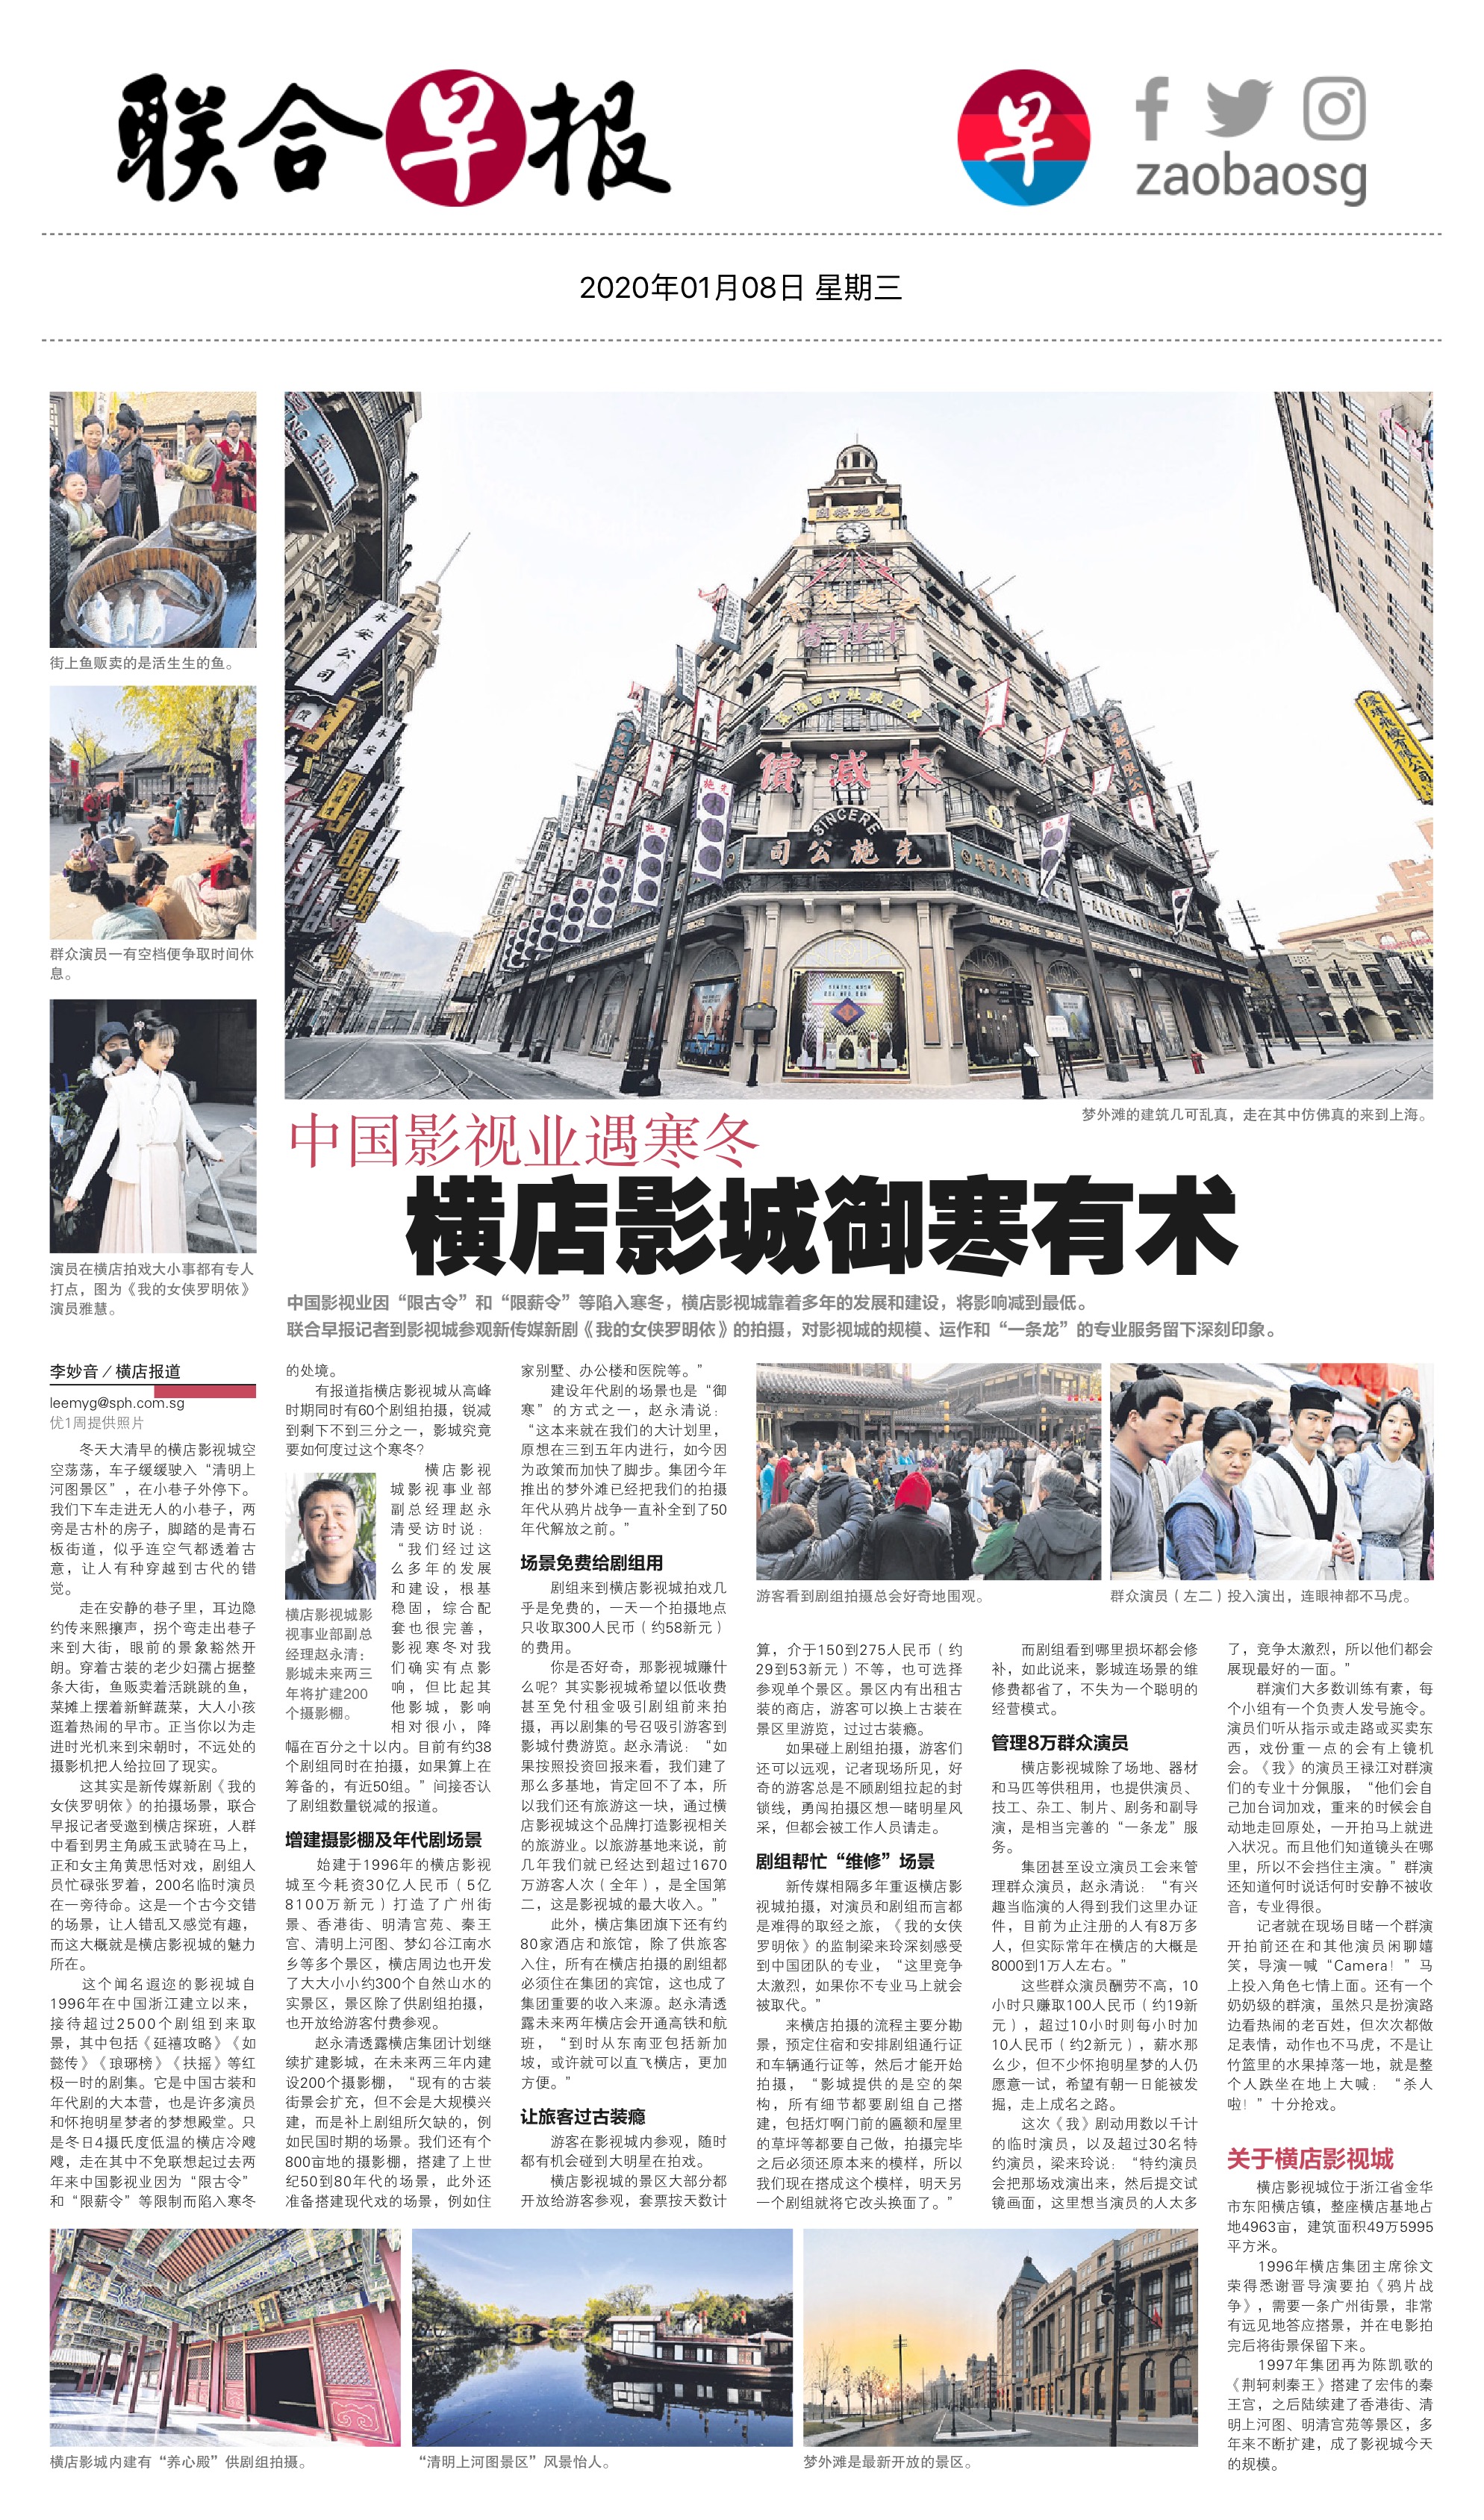 联合早报
早
zaobaosg
2020年01月08日 星期三
街上鱼贩卖的是活生生的鱼。
群众演员一有空档便争取时间休
息。
演员在横店拍戏大小事都有专人
打点，图为《我的女侠罗明依》
演员雅慧。
永安公司
大减價
SINCERE
先施公司
環球飛機有限公司
梦外滩的建筑几可乱真，走在其中仿佛真的来到上海。
中国影视业遇寒冬
横店影城御寒有术
中国影视业因“限古令”和“限薪令”等陷入寒冬，横店影视城靠着多年的发展和建设，将影响减到最低。
联合早报记者到影视城参观新传媒新剧《我的女侠罗明依》的拍摄，对影视城的规模、运作和“一条龙”的专业服务留下深刻印象。
李妙音／横店报道
leemyg@sph.com.sg
优1周提供照片
冬天大清早的横店影视城空
空荡荡，车子缓缓驶入“清明上
河图景区”，在小巷子外停下。
我们下车走进无人的小巷子，两
旁是古朴的房子，脚踏的是青石
板街道，似乎连空气都透着古
意，让人有种穿越到古代的错
觉。
走在安静的巷子里，耳边隐
约传来熙攘声，拐个弯走出巷子
来到大街，眼前的景象豁然开
朗。穿着古装的老少妇孺占据整
条大街，鱼贩卖着活跳跳的鱼，
菜摊上摆着新鲜蔬菜，大人小孩
逛着热闹的早市。正当你以为走
进时光机来到宋朝时，不远处的
摄影机把人给拉回了现实。
这其实是新传媒新剧《我的
女侠罗明依》的拍摄场景，联合
早报记者受邀到横店探班，人群
中看到男主角戚玉武骑在马上，
正和女主角黄思恬对戏，剧组人
员忙碌张罗着，200名临时演员
在一旁待命。这是一个古今交错
的场景，让人错乱又感觉有趣，
而这大概就是横店影视城的魅力
所在。
这个闻名遐迩的影视城自
1996年在中国浙江建立以来，
接待超过2500个剧组到来取
景，其中包括《延禧攻略》《如
懿传》《琅琊榜》《扶摇》等红
极一时的剧集。它是中国古装和
年代剧的大本营，也是许多演员
和怀抱明星梦者的梦想殿堂。只
是冬日4摄氏度低温的横店冷飕
飕，走在其中不免联想起过去两
年来中国影视业因为“限古令”
和“限薪令”等限制而陷入寒冬
的处境。
有报道指横店影视城从高峰
时期同时有60个剧组拍摄，锐减
到剩下不到三分之一，影城究竟
要如何度过这个寒冬？
横店影视城影
视事业部副总
经理赵永清：
影城未来两三
年将扩建200
个摄影棚。
横店影视
城影视事业部
副总经理赵永
清受访时说：
“我们经过这
么多年的发展
和建设，根基
稳固，综合配
套也很完善，
影视寒冬对我
们确实有点影
响，但比起其
他影城，影响
相对很小，降
幅在百分之十以内。目前有约38
个剧组同时在拍摄，如果算上在
筹备的，有近50组。”间接否认
了剧组数量锐减的报道。
增建摄影棚及年代剧场景
始建于1996年的横店影视
城至今耗资30亿人民币（5亿
8100万新元）打造了广州街
景、香港街、明清宫苑、秦王
宫、清明上河图、梦幻谷江南水
乡等多个景区，横店周边也开发
了大大小小约300个自然山水的
实景区，景区除了供剧组拍摄，
也开放给游客付费参观。
赵永清透露横店集团计划继
续扩建影城，在未来两三年内建
设200个摄影棚，“现有的古装
街景会扩充，但不会是大规模兴
建，而是补上剧组所欠缺的，例
如民国时期的场景。我们还有个
800亩地的摄影棚，搭建了上世
纪50到80年代的场景，此外还
准备搭建现代戏的场景，例如住
家别墅、办公楼和医院等。”
建设年代剧的场景也是“御
寒”的方式之一，赵永清说：
“这本来就在我们的大计划里，
原想在三到五年内进行，如今因
为政策而加快了脚步。集团今年
推出的梦外滩已经把我们的拍摄
年代从鸦片战争一直补全到了50
年代解放之前。”
场景免费给剧组用
剧组来到横店影视城拍戏几
乎是免费的，一天一个拍摄地点
只收取300人民币（约58新元）
的费用。
你是否好奇，那影视城赚什
么呢？其实影视城希望以低收费
甚至免付租金吸引剧组前来拍
摄，再以剧集的号召吸引游客到
影城付费游览。赵永清说：“如
果按照投资回报来看，我们建了
那么多基地，肯定回不了本，所
以我们还有旅游这一块，通过横
店影视城这个品牌打造影视相关
的旅游业。以旅游基地来说，前
几年我们就已经达到超过1670
万游客人次（全年），是全国第
二，这是影视城的最大收入。”
此外，横店集团旗下还有约
80家酒店和旅馆，除了供旅客
入住，所有在横店拍摄的剧组都
必须住在集团的宾馆，这也成了
集团重要的收入来源。赵永清透
露未来两年横店会开通高铁和航
班，“到时从东南亚包括新加
坡，或许就可以直飞横店，更加
方便。”
让旅客过古装瘾
游客在影视城内参观，随时
都有机会碰到大明星在拍戏。
横店影视城的景区大部分都
开放给游客参观，套票按天数计
游客看到剧组拍摄总会好奇地围观。
群众演员（左二）投入演出，连眼神都不马虎。
算，介于150到275人民币（约
29到53新元）不等，也可选择
参观单个景区。景区内有出租古
装的商店，游客可以换上古装在
景区里游览，过过古装瘾。
如果碰上剧组拍摄，游客们
还可以远观，记者现场所见，好
奇的游客总是不顾剧组拉起的封
锁线，勇闯拍摄区想一睹明星风
采，但都会被工作人员请走。
剧组帮忙“维修”场景
新传媒相隔多年重返横店影
视城拍摄，对演员和剧组而言都
是难得的取经之旅，《我的女侠
罗明依》的监制梁来玲深刻感受
到中国团队的专业，“这里竞争
太激烈，如果你不专业马上就会
被取代。”
来横店拍摄的流程主要分勘
景，预定住宿和安排剧组通行证
和车辆通行证等，然后才能开始
拍摄，“影城提供的是空的架
构，所有细节都要剧组自己搭
建，包括灯啊门前的匾额和屋里
的草坪等都要自己做，拍摄完毕
之后必须还原本来的模样，所以
我们现在搭成这个模样，明天另
一个剧组就将它改头换面了。”
而剧组看到哪里损坏都会修
补，如此说来，影城连场景的维
修费都省了，不失为一个聪明的
经营模式。
管理8万群众演员
横店影视城除了场地、器材
和马匹等供租用，也提供演员、
技工、杂工、制片、剧务和副导
演，是相当完善的“一条龙”服
务。
集团甚至设立演员工会来管
理群众演员，赵永清说：“有兴
趣当临演的人得到我们这里办证
件，目前为止注册的人有8万多
人，但实际常年在横店的大概是
8000到1万人左右。”
这些群众演员酬劳不高，10
小时只赚取100人民币（约19新
元），超过10小时则每小时加
10人民币（约2新元），薪水那
么少，但不少怀抱明星梦的人仍
愿意一试，希望有朝一日能被发
掘，走上成名之路。
这次《我》剧动用数以千计
的临时演员，以及超过30名特
约演员，梁来玲说：“特约演员
会把那场戏演出来，然后提交试
镜画面，这里想当演员的人太多
了，竞争太激烈，所以他们都会
展现最好的一面。”
群演们大多数训练有素，每
个小组有一个负责人发号施令。
演员们听从指示或走路或买卖东
西，戏份重一点的会有上镜机
会。《我》的演员王禄江对群演
们的专业十分佩服，“他们会自
己加台词加戏，重来的时候会自
动地走回原处，一开拍马上就进
入状况。而且他们知道镜头在哪
里，所以不会挡住主演。”群演
还知道何时说话何时安静不被收
音，专业得很。
记者就在现场目睹一个群演
开拍前还在和其他演员闲聊嬉
笑，导演一喊“Camera！”马
上投入角色七情上面。还有一个
奶奶级的群演，虽然只是扮演路
边看热闹的老百姓，但次次都做
足表情，动作也不马虎，不是让
竹篮里的水果掉落一地，就是整
个人跌坐在地上大喊：“杀人
啦！”十分抢戏。
关于横店影视城
横店影视城位于浙江省金华
市东阳横店镇，整座横店基地占
地4963亩，建筑面积49万5995
平方米。
1996年横店集团主席徐文
荣得悉谢晋导演要拍《鸦片战
争》，需要一条广州街景，非常
有远见地答应搭景，并在电影拍
完后将街景保留下来。
1997年集团再为陈凯歌的
《荆轲刺秦王》搭建了宏伟的秦
王宫，之后陆续建了香港街、清
明上河图、明清宫苑等景区，多
年来不断扩建，成了影视城今天
的规模。
横店影城内建有“养心殿”供剧组拍摄。
“清明上河图景区”风景怡人。
梦外滩是最新开放的景区。